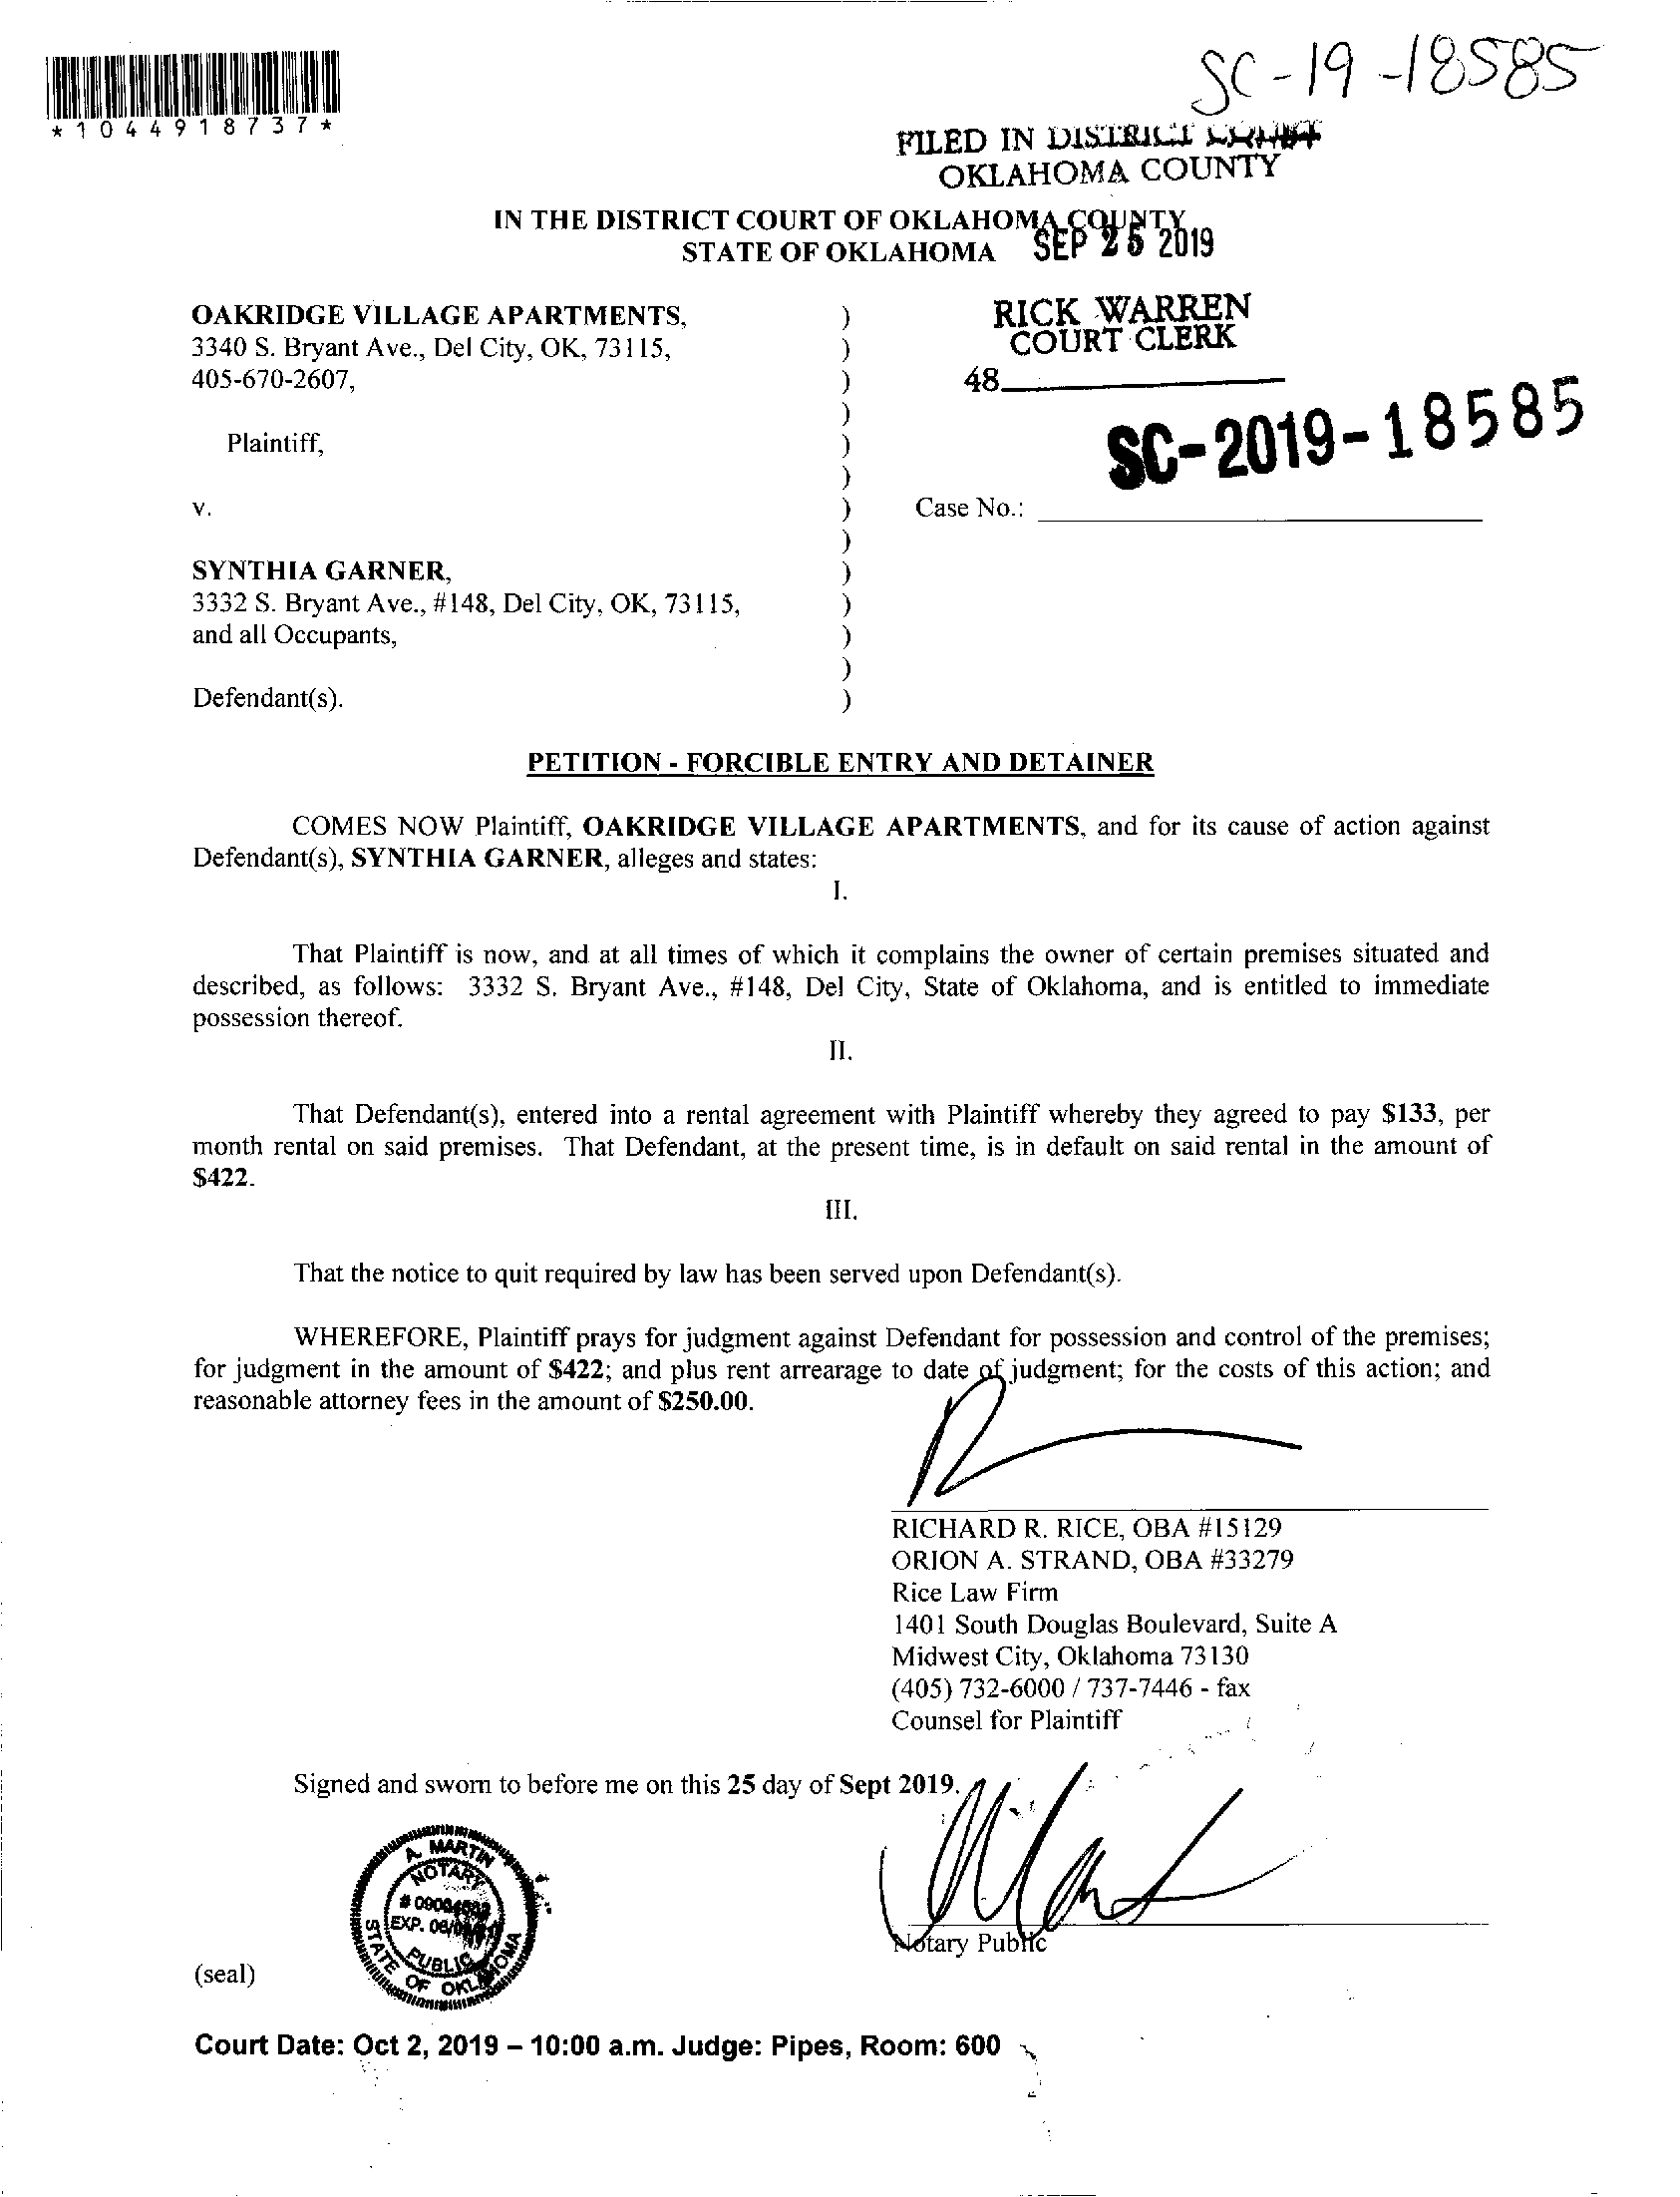 SC-19-18585
*1044918737*
FILED IN DISTRICT COURT
OKLAHOMA COUNTY
IN THE DISTRICT COURT OF OKLAHOMA COUNTY
STATE OF OKLAHOMA
SEP 25 2019
OAKRIDGE VILLAGE APARTMENTS, )
3340 S. Bryant Ave., Del City, OK, 73115, )
405-670-2607, )
)
Plaintiff, )
)
v. )
)
SYNTHIA GARNER, )
3332 S. Bryant Ave., #148, Del City, OK, 73115, )
and all Occupants, )
)
Defendant(s). )
RICK WARREN
COURT CLERK
48
SC-2019-18585
Case No.:
PETITION - FORCIBLE ENTRY AND DETAINER
COMES NOW Plaintiff, OAKRIDGE VILLAGE APARTMENTS, and for its cause of action against
Defendant(s), SYNTHIA GARNER, alleges and states:
I.
That Plaintiff is now, and at all times of which it complains the owner of certain premises situated and
described, as follows: 3332 S. Bryant Ave., #148, Del City, State of Oklahoma, and is entitled to immediate
possession thereof.
II.
That Defendant(s), entered into a rental agreement with Plaintiff whereby they agreed to pay $133, per
month rental on said premises. That Defendant, at the present time, is in default on said rental in the amount of
$422.
III.
That the notice to quit required by law has been served upon Defendant(s).
WHEREFORE, Plaintiff prays for judgment against Defendant for possession and control of the premises;
for judgment in the amount of $422; and plus rent arrearage to date of judgment; for the costs of this action; and
reasonable attorney fees in the amount of $250.00.
RICHARD R. RICE, OBA #15129
ORION A. STRAND, OBA #33279
Rice Law Firm
1401 South Douglas Boulevard, Suite A
Midwest City, Oklahoma 73130
(405) 732-6000 / 737-7446 - fax
Counsel for Plaintiff
Signed and sworn to before me on this 25 day of Sept 2019.
A. MARTIN
NOTARY
EXP.
PUBLIC
STATE OF OKLAHOMA
Notary Public
(seal)
Court Date: Oct 2, 2019 – 10:00 a.m. Judge: Pipes, Room: 600